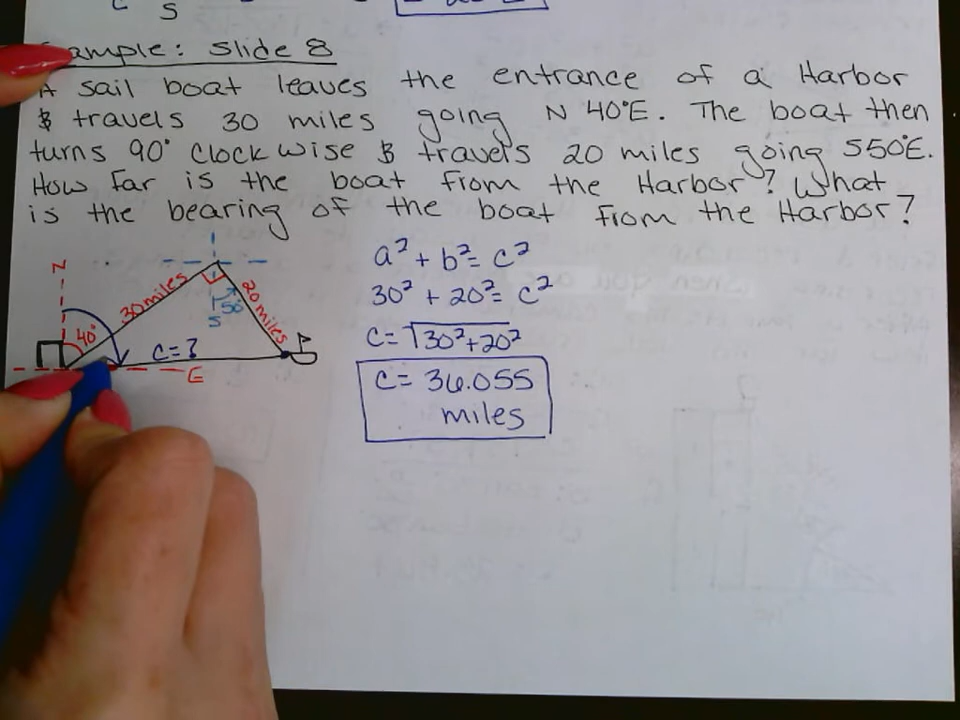 S
ample: Slide 8
A sail boat leaves the entrance of a Harbor
& travels 30 miles going N 40°E. The boat then
turns 90° Clockwise & travels 20 miles going S50°E.
How far is the boat from the Harbor? What
is the bearing of the boat from the Harbor?
N
30 miles
40°
50°
S
20 miles
C=?
E
a² + b² = c²
30² + 20² = c²
C = √30²+20²
C = 36.055
miles